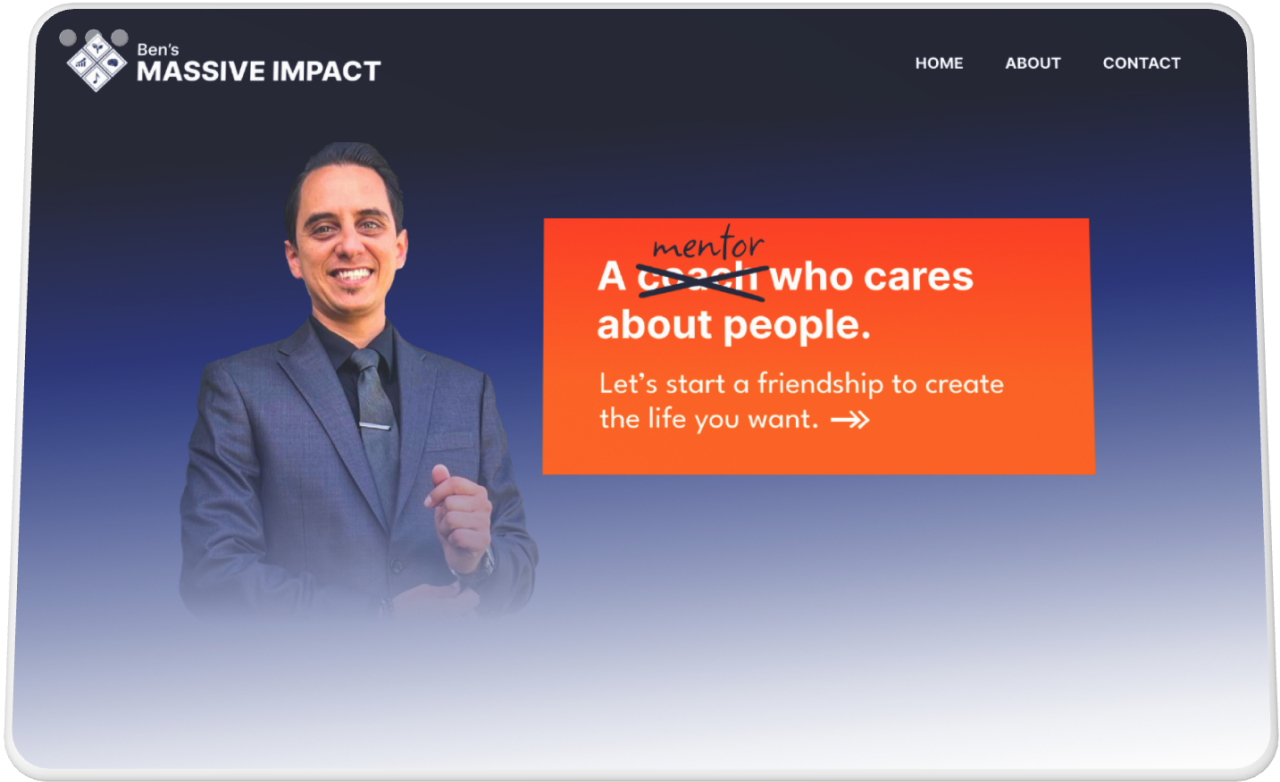 Ben's
MASSIVE IMPACT
HOME ABOUT CONTACT
mentor
A coach who cares
about people.
Let's start a friendship to create
the life you want.